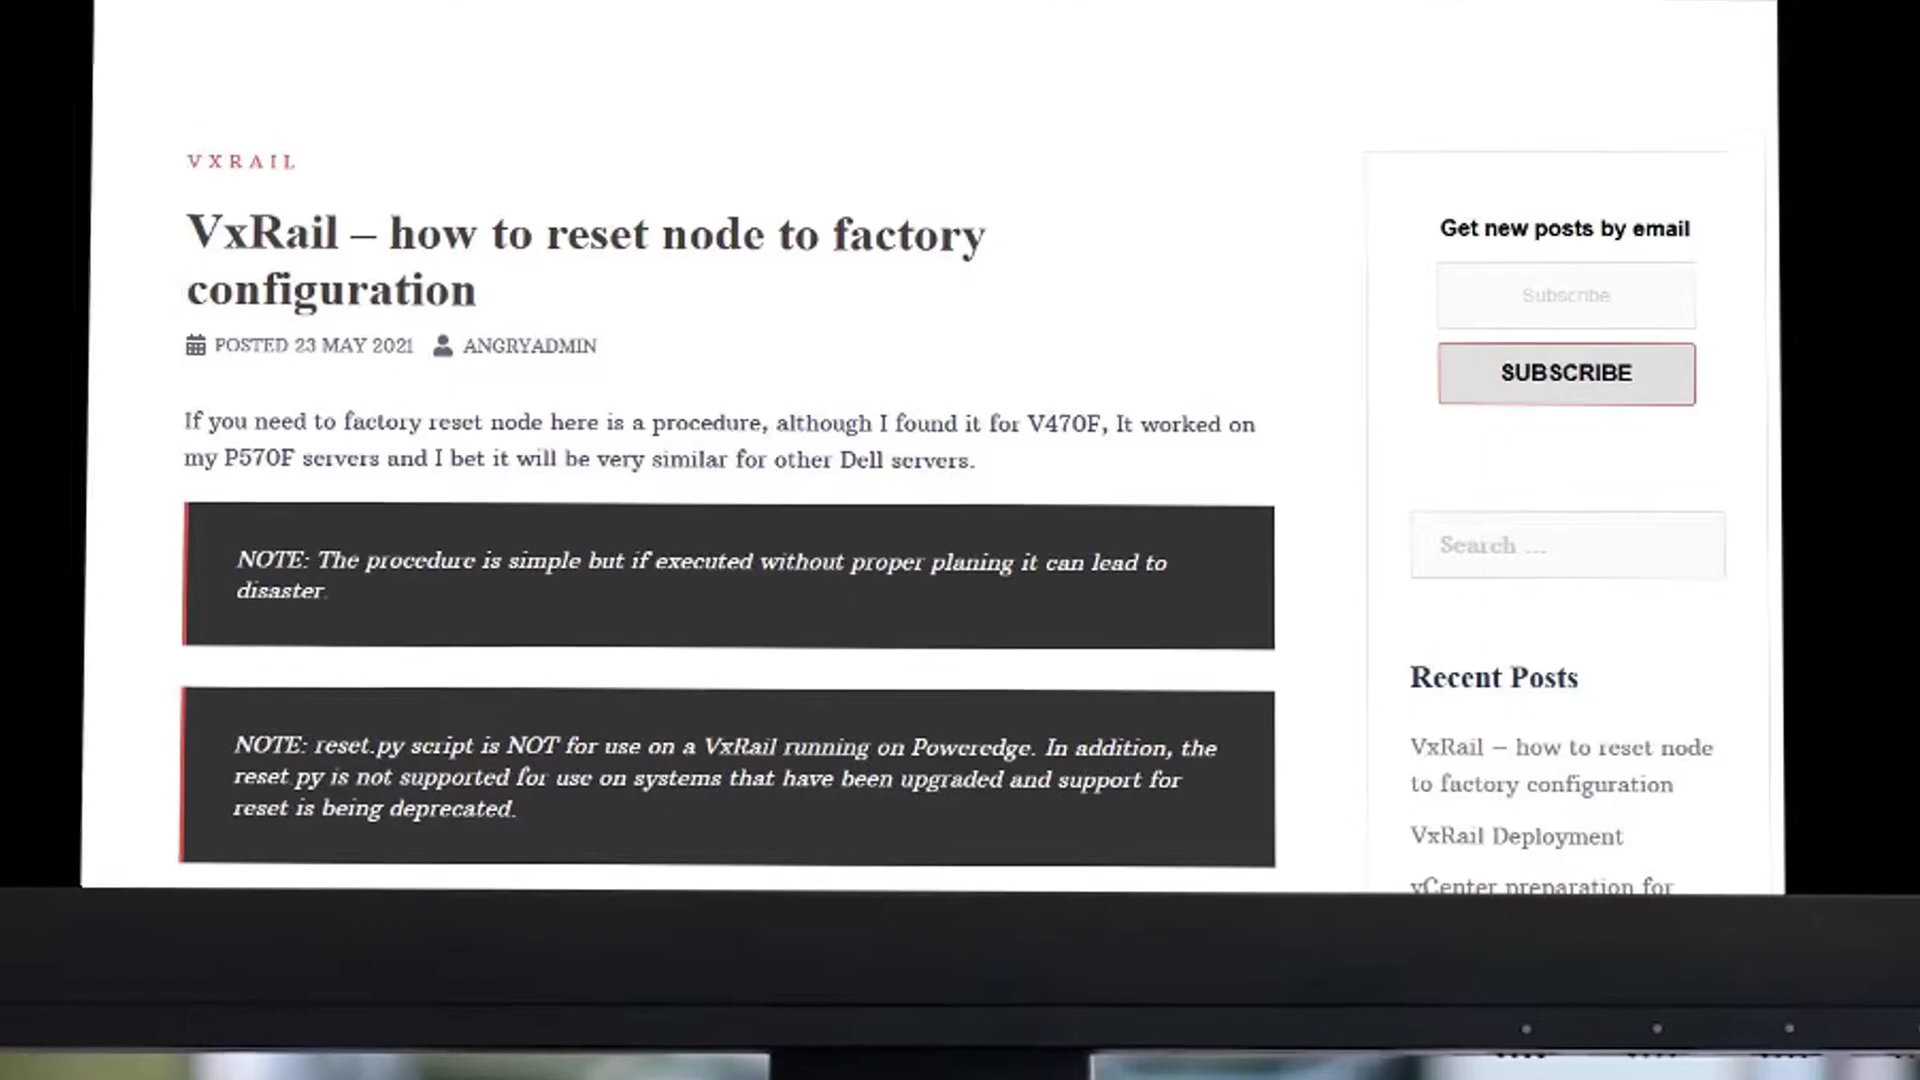 VXRAIL
VxRail – how to reset node to factory
configuration
POSTED 23 MAY 2021 ANGRYADMIN
If you need to factory reset node here is a procedure, although I found it for V470F, It worked on
my P570F servers and I bet it will be very similar for other Dell servers.
NOTE: The procedure is simple but if executed without proper planing it can lead to
disaster.
NOTE: reset.py script is NOT for use on a VxRail running on Poweredge. In addition, the
reset.py is not supported for use on systems that have been upgraded and support for
reset is being deprecated.
Get new posts by email
Subscribe
SUBSCRIBE
Search ...
Recent Posts
VxRail – how to reset node
to factory configuration
VxRail Deployment
vCenter preparation for